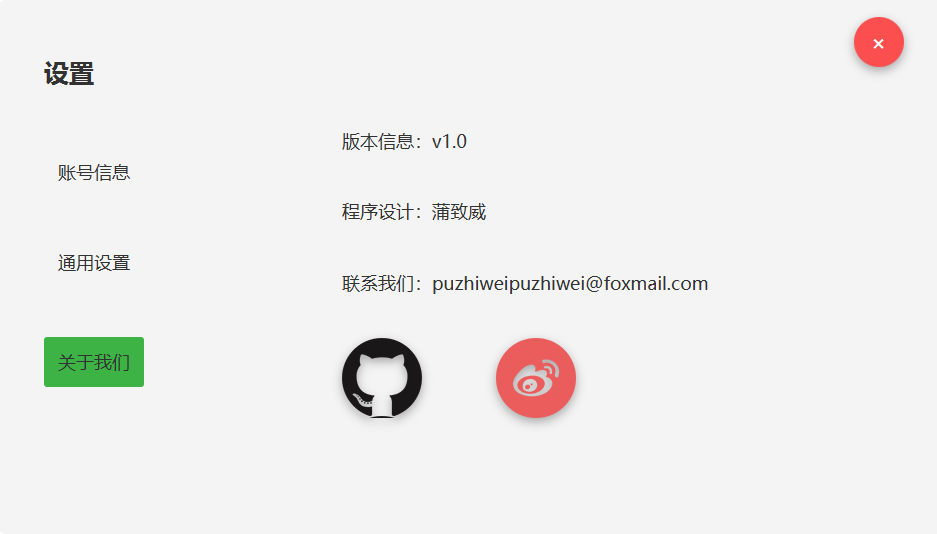 设置
×
账号信息
通用设置
关于我们
版本信息：v1.0
程序设计：蒲致威
联系我们：puzhiweipuzhiwei@foxmail.com